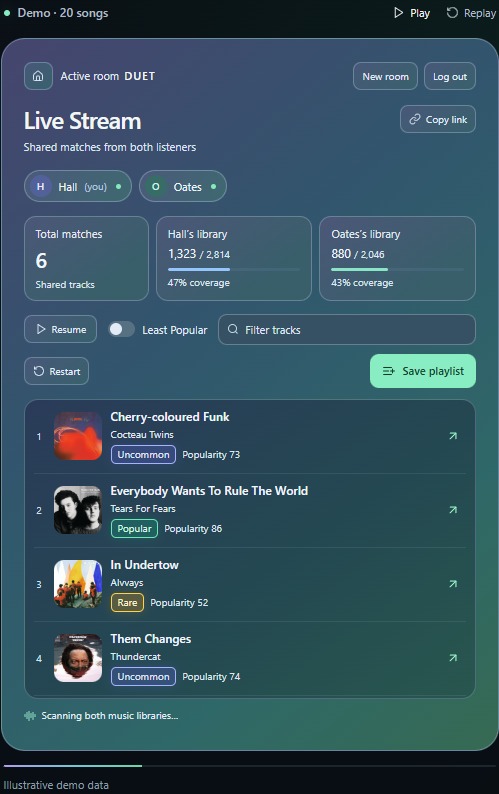 Demo · 20 songs
Play
Replay
Active room DUET
New room
Log out
Live Stream
Copy link
Shared matches from both listeners
H Hall (you)
O Oates
Total matches
6
Shared tracks
Hall's library
1,323 / 2,814
47% coverage
Oates's library
880 / 2,046
43% coverage
Resume
Least Popular
Filter tracks
Restart
Save playlist
1
Cherry-coloured Funk
Cocteau Twins
Uncommon Popularity 73
2
Everybody Wants To Rule The World
Tears For Fears
Popular Popularity 86
3
In Undertow
Alvvays
Rare Popularity 52
4
Them Changes
Thundercat
Uncommon Popularity 74
Scanning both music libraries...
Illustrative demo data